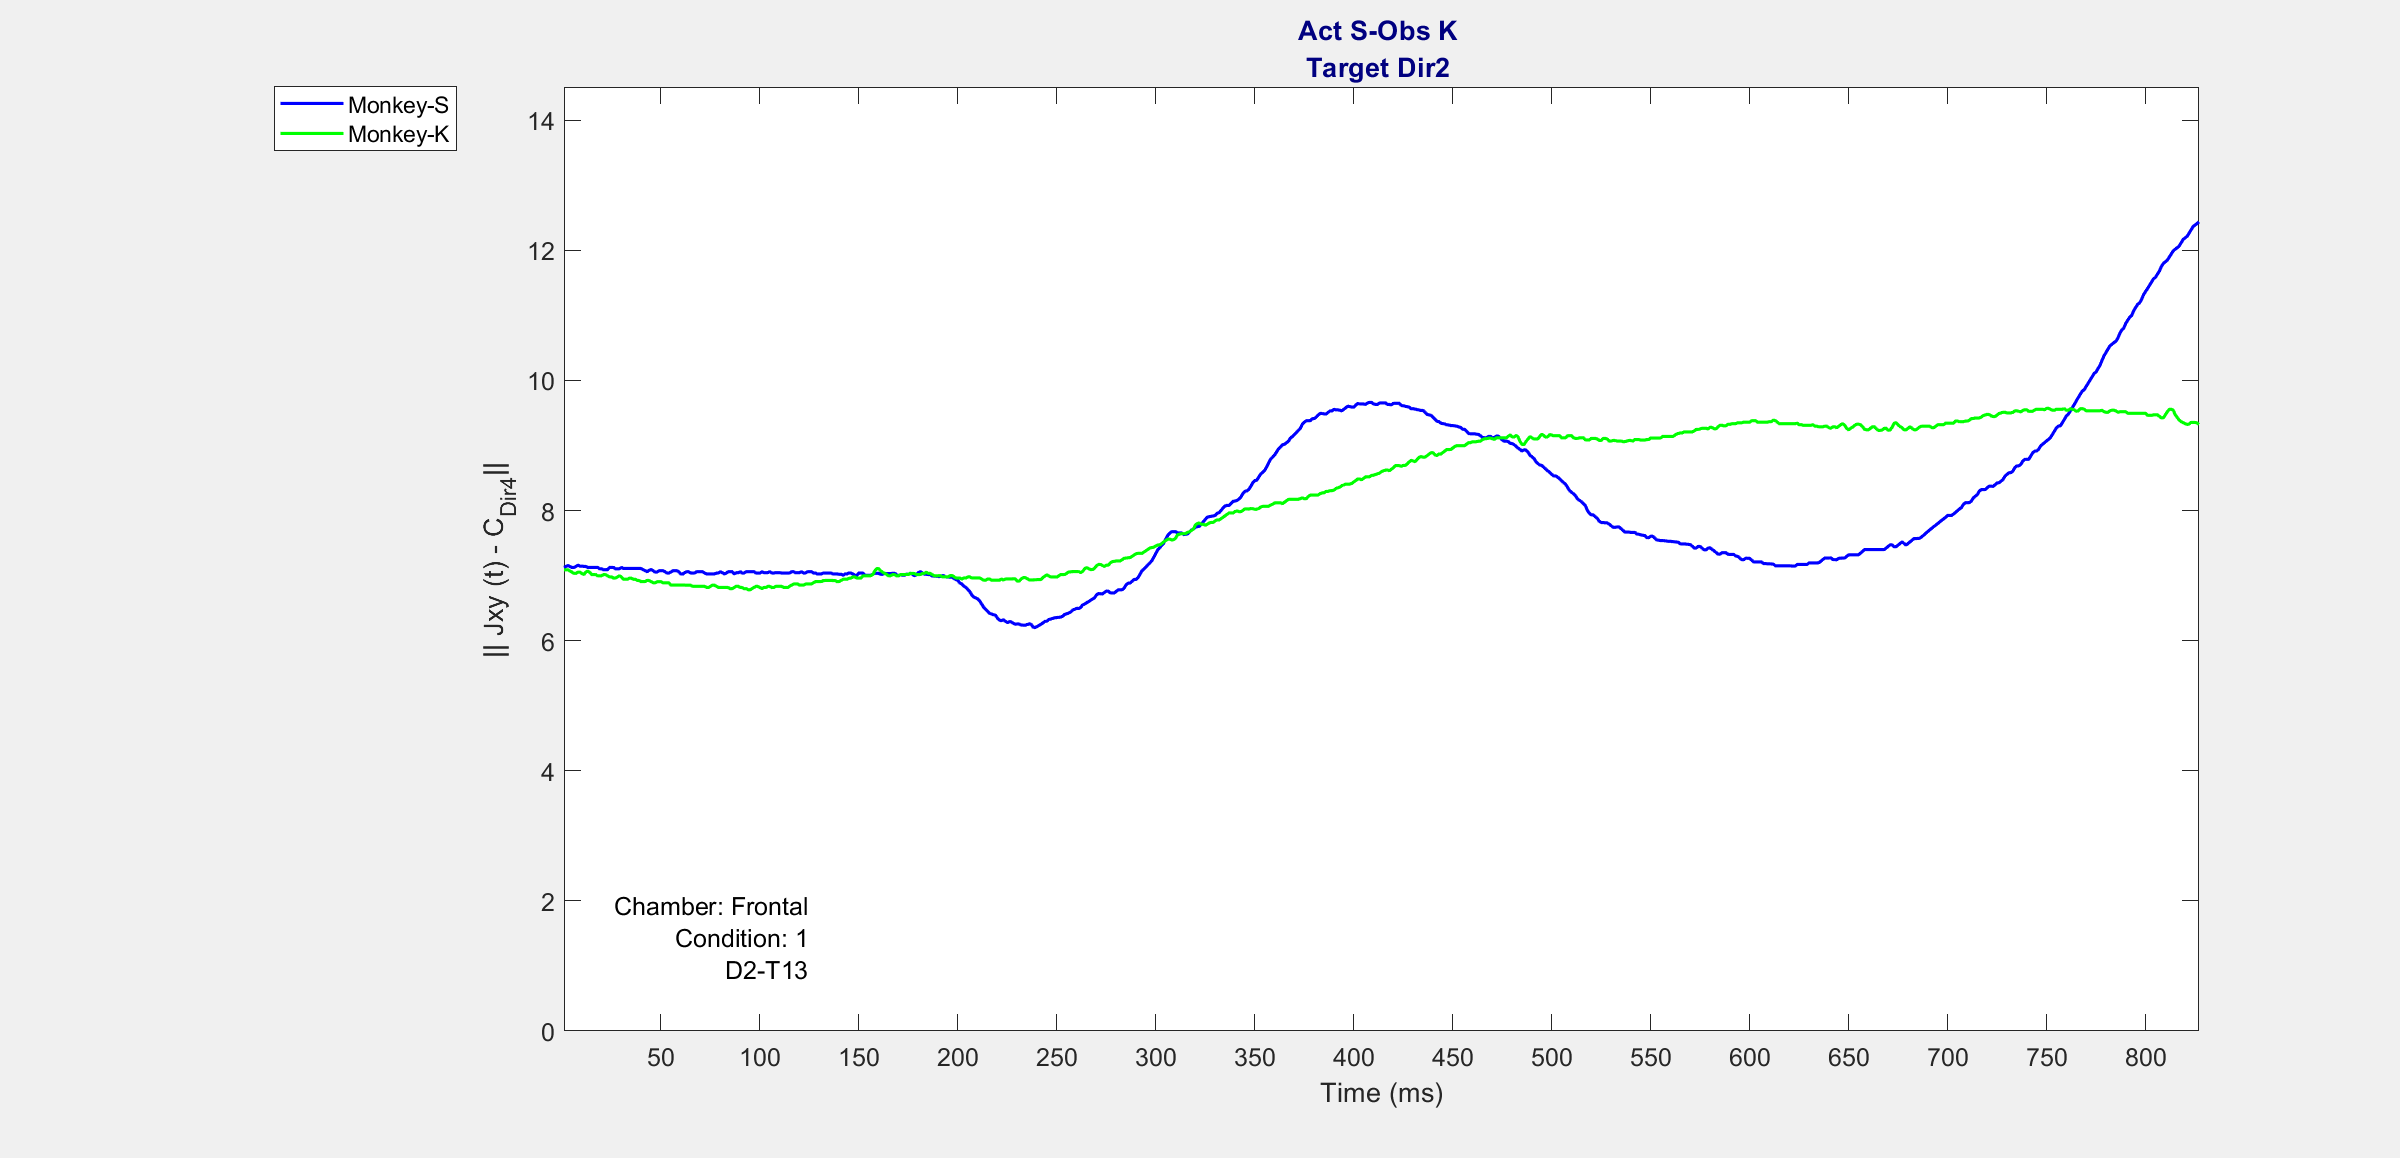 Act S-Obs K
Target Dir2
Monkey-S
Monkey-K
|| Jxy (t) - C_Dir4||
14
12
10
8
6
4
2
0
Chamber: Frontal
Condition: 1
D2-T13
50 100 150 200 250 300 350 400 450 500 550 600 650 700 750 800
Time (ms)